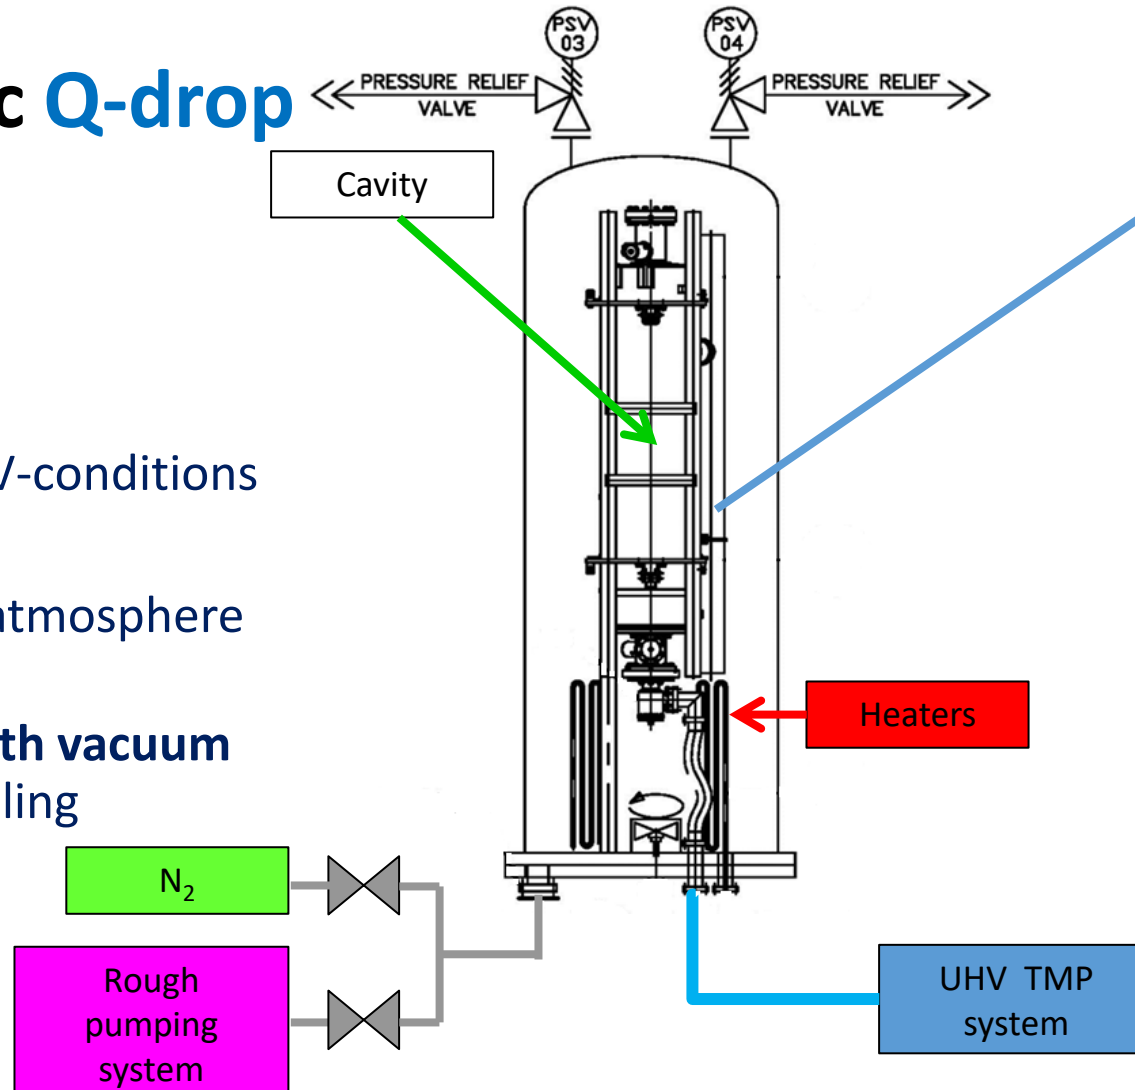 PSV
03
PSV
04
c Q-drop
PRESSURE RELIEF
VALVE
PRESSURE RELIEF
VALVE
Cavity
V-conditions
atmosphere
th vacuum
ling
Heaters
N₂
Rough
pumping
system
UHV TMP
system